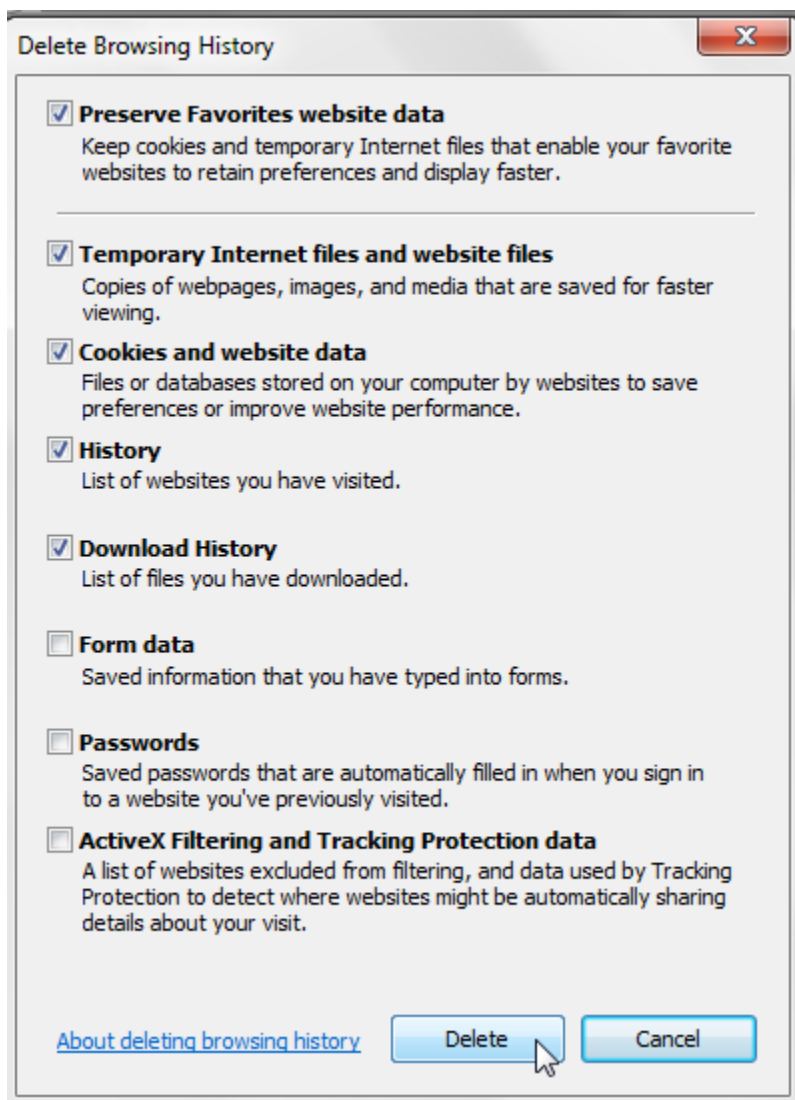 Delete Browsing History
Preserve Favorites website data
Keep cookies and temporary Internet files that enable your favorite
websites to retain preferences and display faster.
Temporary Internet files and website files
Copies of webpages, images, and media that are saved for faster
viewing.
Cookies and website data
Files or databases stored on your computer by websites to save
preferences or improve website performance.
History
List of websites you have visited.
Download History
List of files you have downloaded.
Form data
Saved information that you have typed into forms.
Passwords
Saved passwords that are automatically filled in when you sign in
to a website you've previously visited.
ActiveX Filtering and Tracking Protection data
A list of websites excluded from filtering, and data used by Tracking
Protection to detect where websites might be automatically sharing
details about your visit.
About deleting browsing history
Delete
Cancel